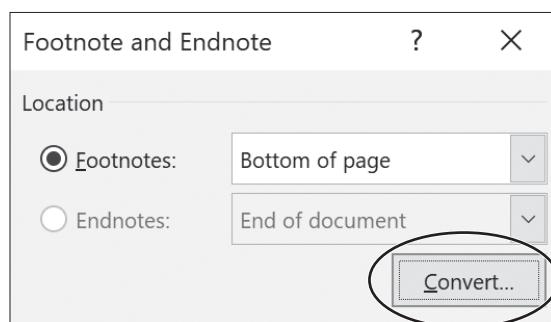 Footnote and Endnote ? ×
Location
Footnotes: Bottom of page
Endnotes: End of document
Convert...